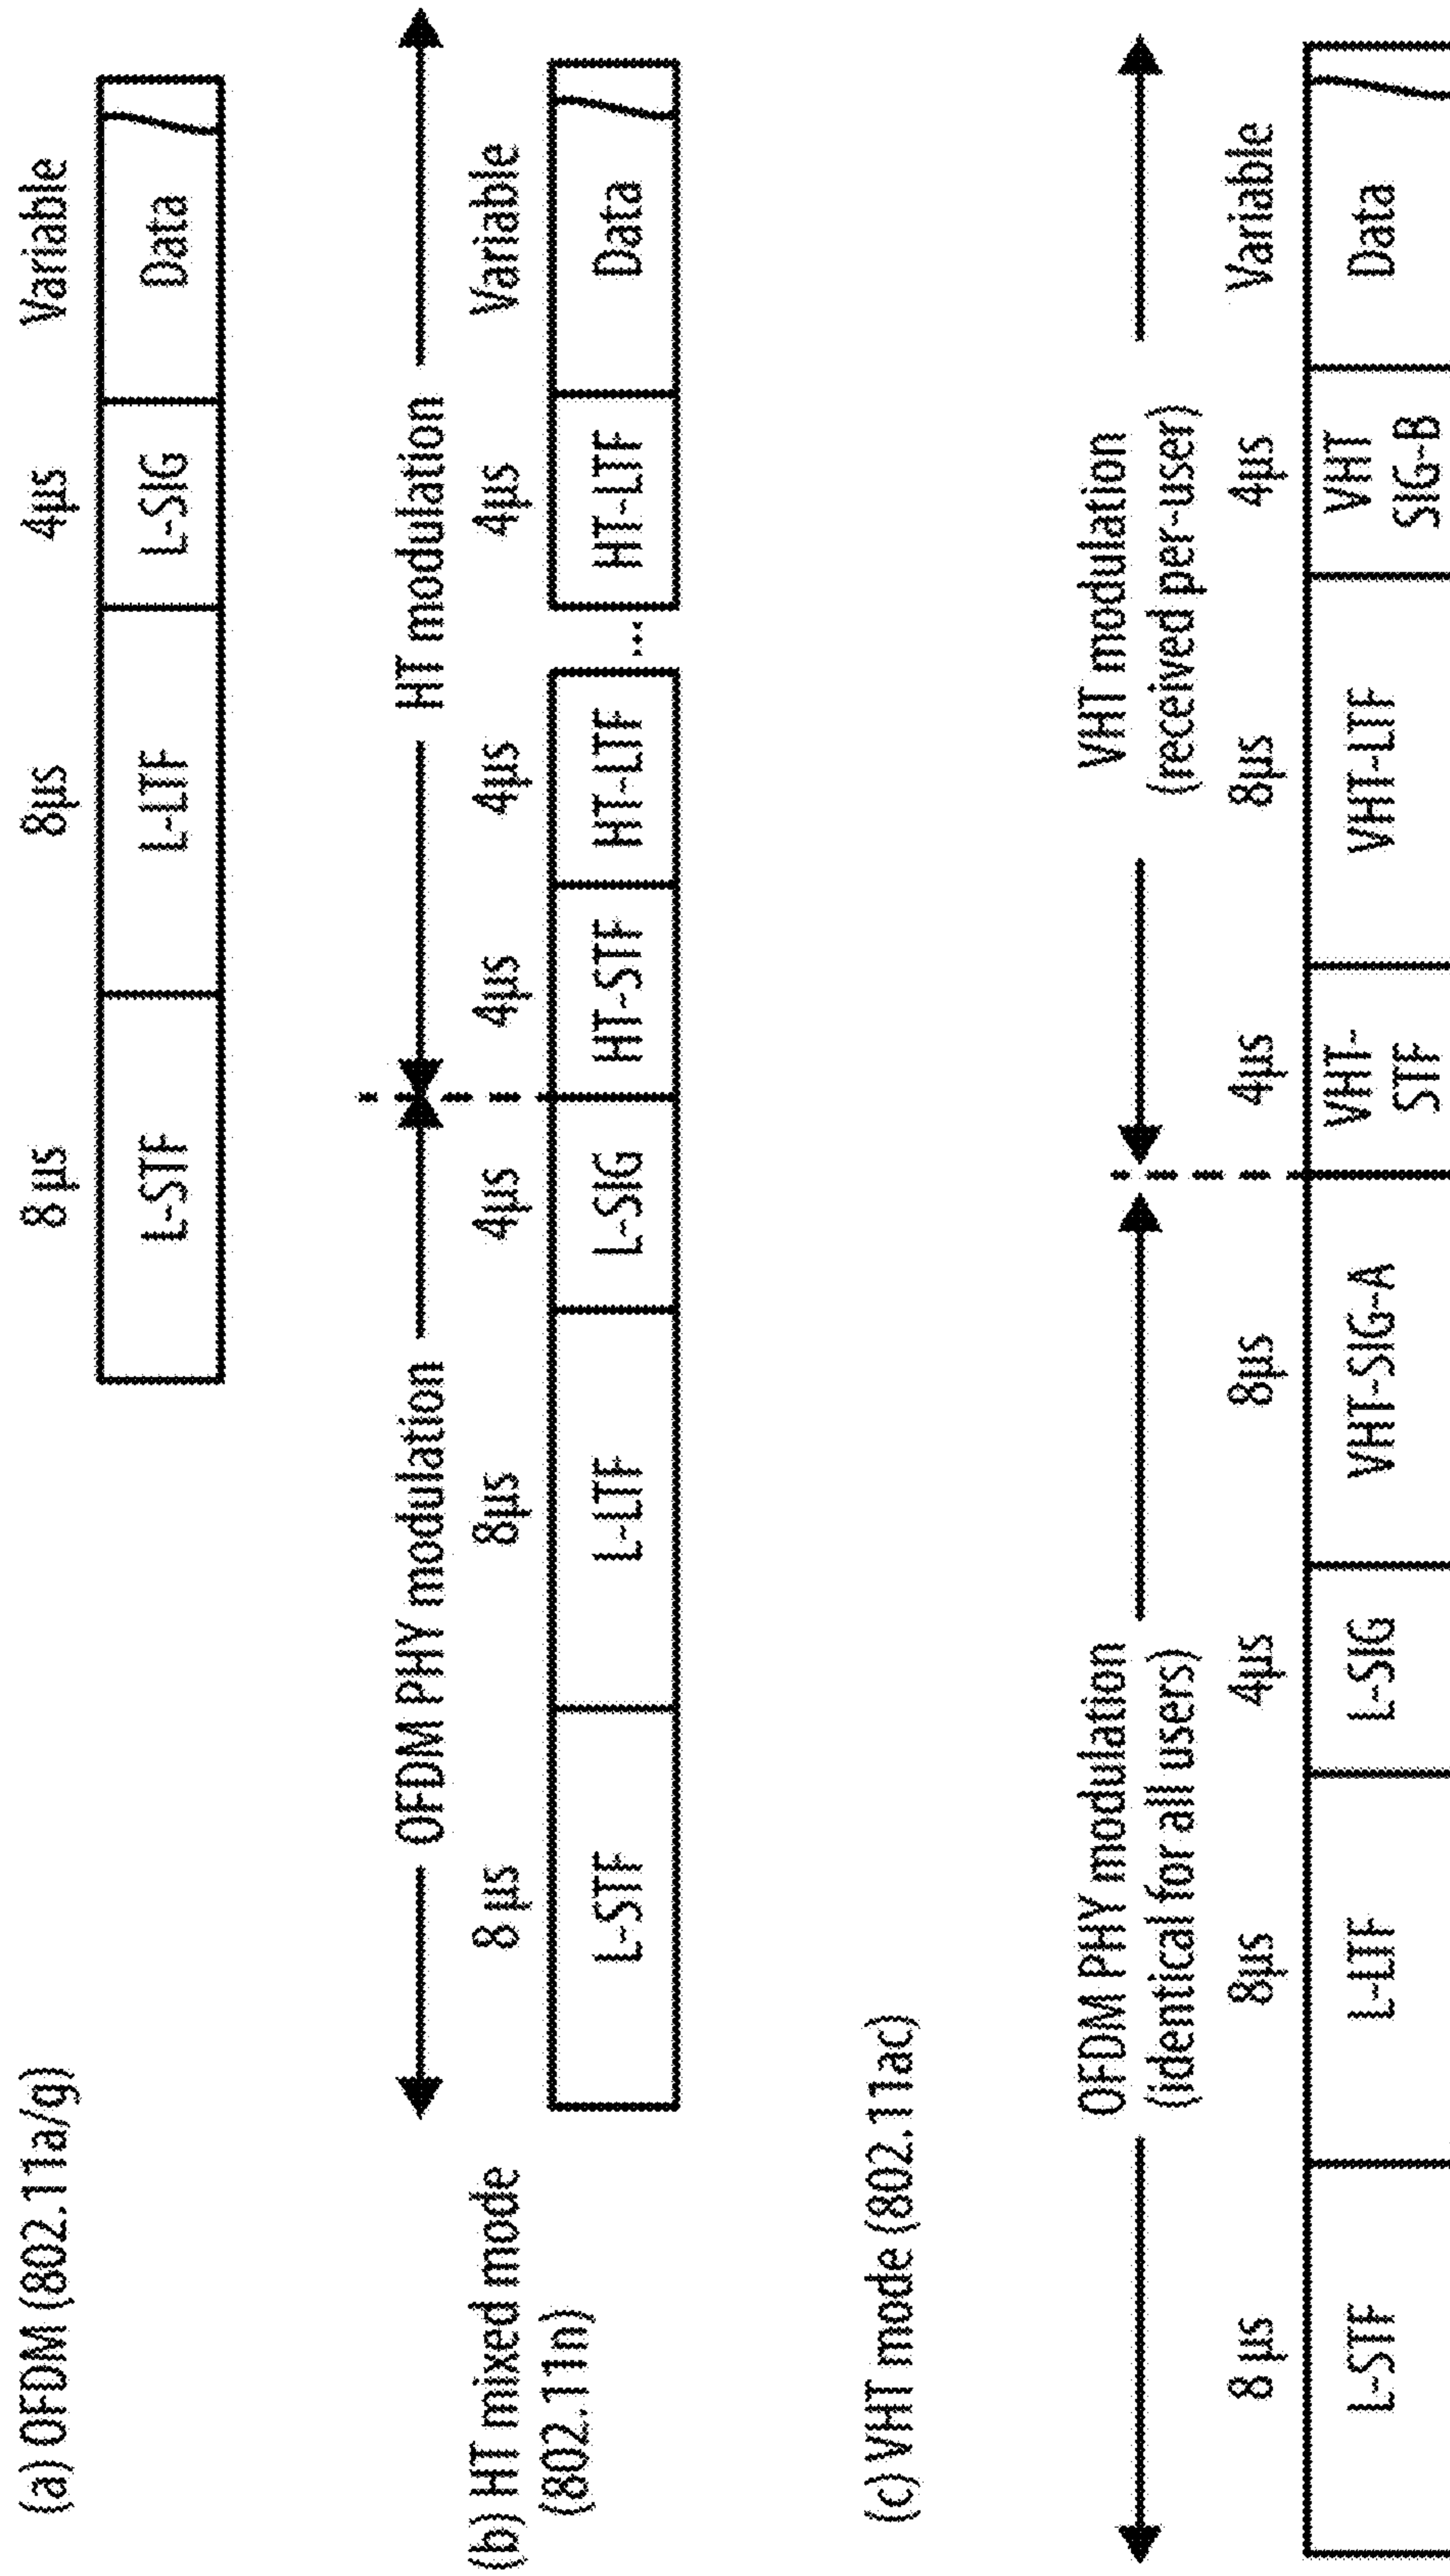 (a) OFDM (802.11a/g)
8 µs 8µs 4µs Variable
L-STF L-LTF L-SIG Data
OFDM PHY modulation HT modulation
(b) HT mixed mode
(802.11n)
8 µs 8µs 4µs 4µs 4µs 4µs Variable
L-STF L-LTF L-SIG HT-STF HT-LTF ... HT-LTF Data
(c) VHT mode (802.11ac)
OFDM PHY modulation
(identical for all users)
VHT modulation
(received per-user)
8 µs 8µs 4µs 8µs 4µs 8µs 4µs Variable
L-STF L-LTF L-SIG VHT-SIG-A VHT-
STF VHT-LTF VHT
SIG-B Data